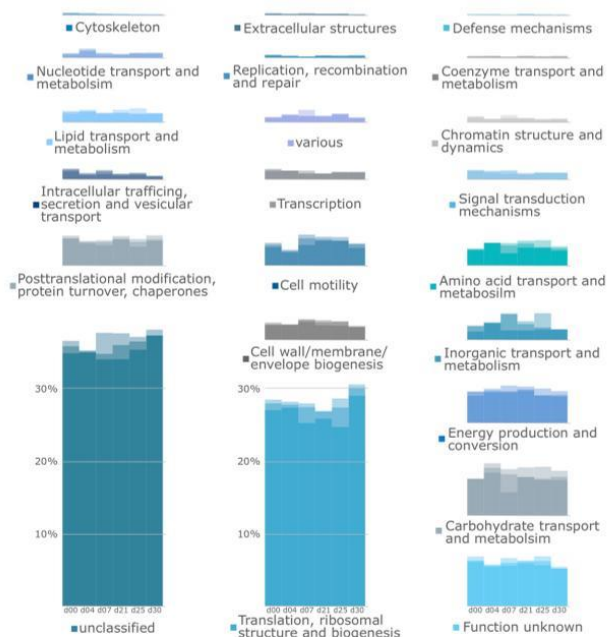 Cytoskeleton
Extracellular structures
Defense mechanisms
Nucleotide transport and
metabolsim
Replication, recombination
and repair
Coenzyme transport and
metabolism
Lipid transport and
metabolism
various
Chromatin structure and
dynamics
Intracellular trafficing,
secretion and vesicular
transport
Transcription
Signal transduction
mechanisms
Posttranslational modification,
protein turnover, chaperones
Cell motility
Amino acid transport and
metabosilm
Cell wall/membrane/
envelope biogenesis
Inorganic transport and
metabolism
Energy production and
conversion
Carbohydrate transport
and metabolsim
30%
20%
10%
d00 d04 d07 d21 d25 d30
unclassified
30%
20%
10%
d00 d04 d07 d21 d25 d30
Translation, ribosomal
structure and biogenesis
d00 d04 d07 d21 d25 d30
Function unknown